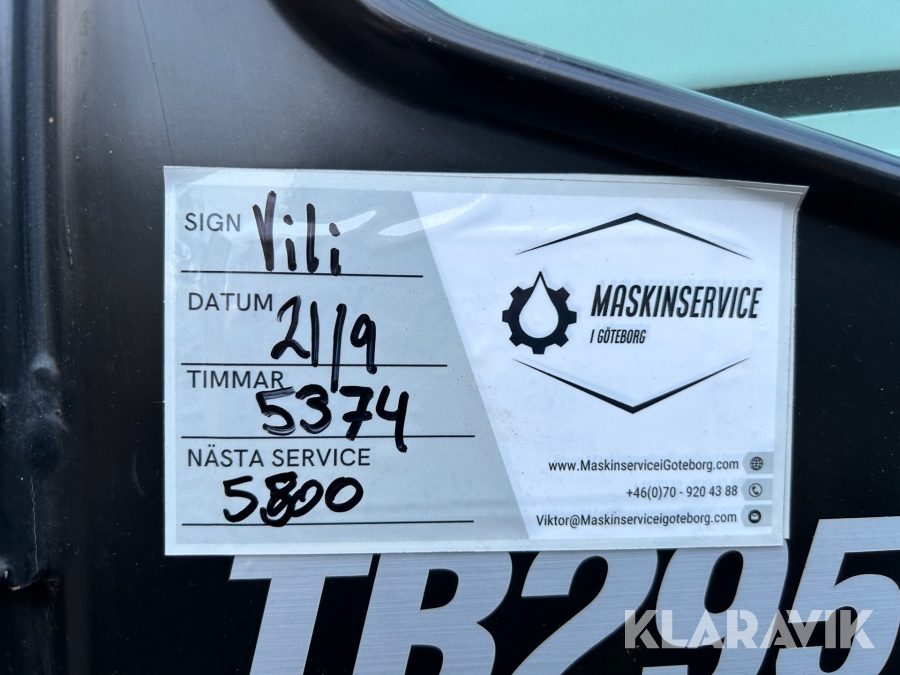 SIGN Vili
DATUM 21/9
TIMMAR 5374
NÄSTA SERVICE
5800
MASKINSERVICE
I GÖTEBORG
www.MaskinserviceiGoteborg.com
+46(0)70 - 920 43 88
Viktor@Maskinserviceigoteborg.com
TB295
KLARAVIK